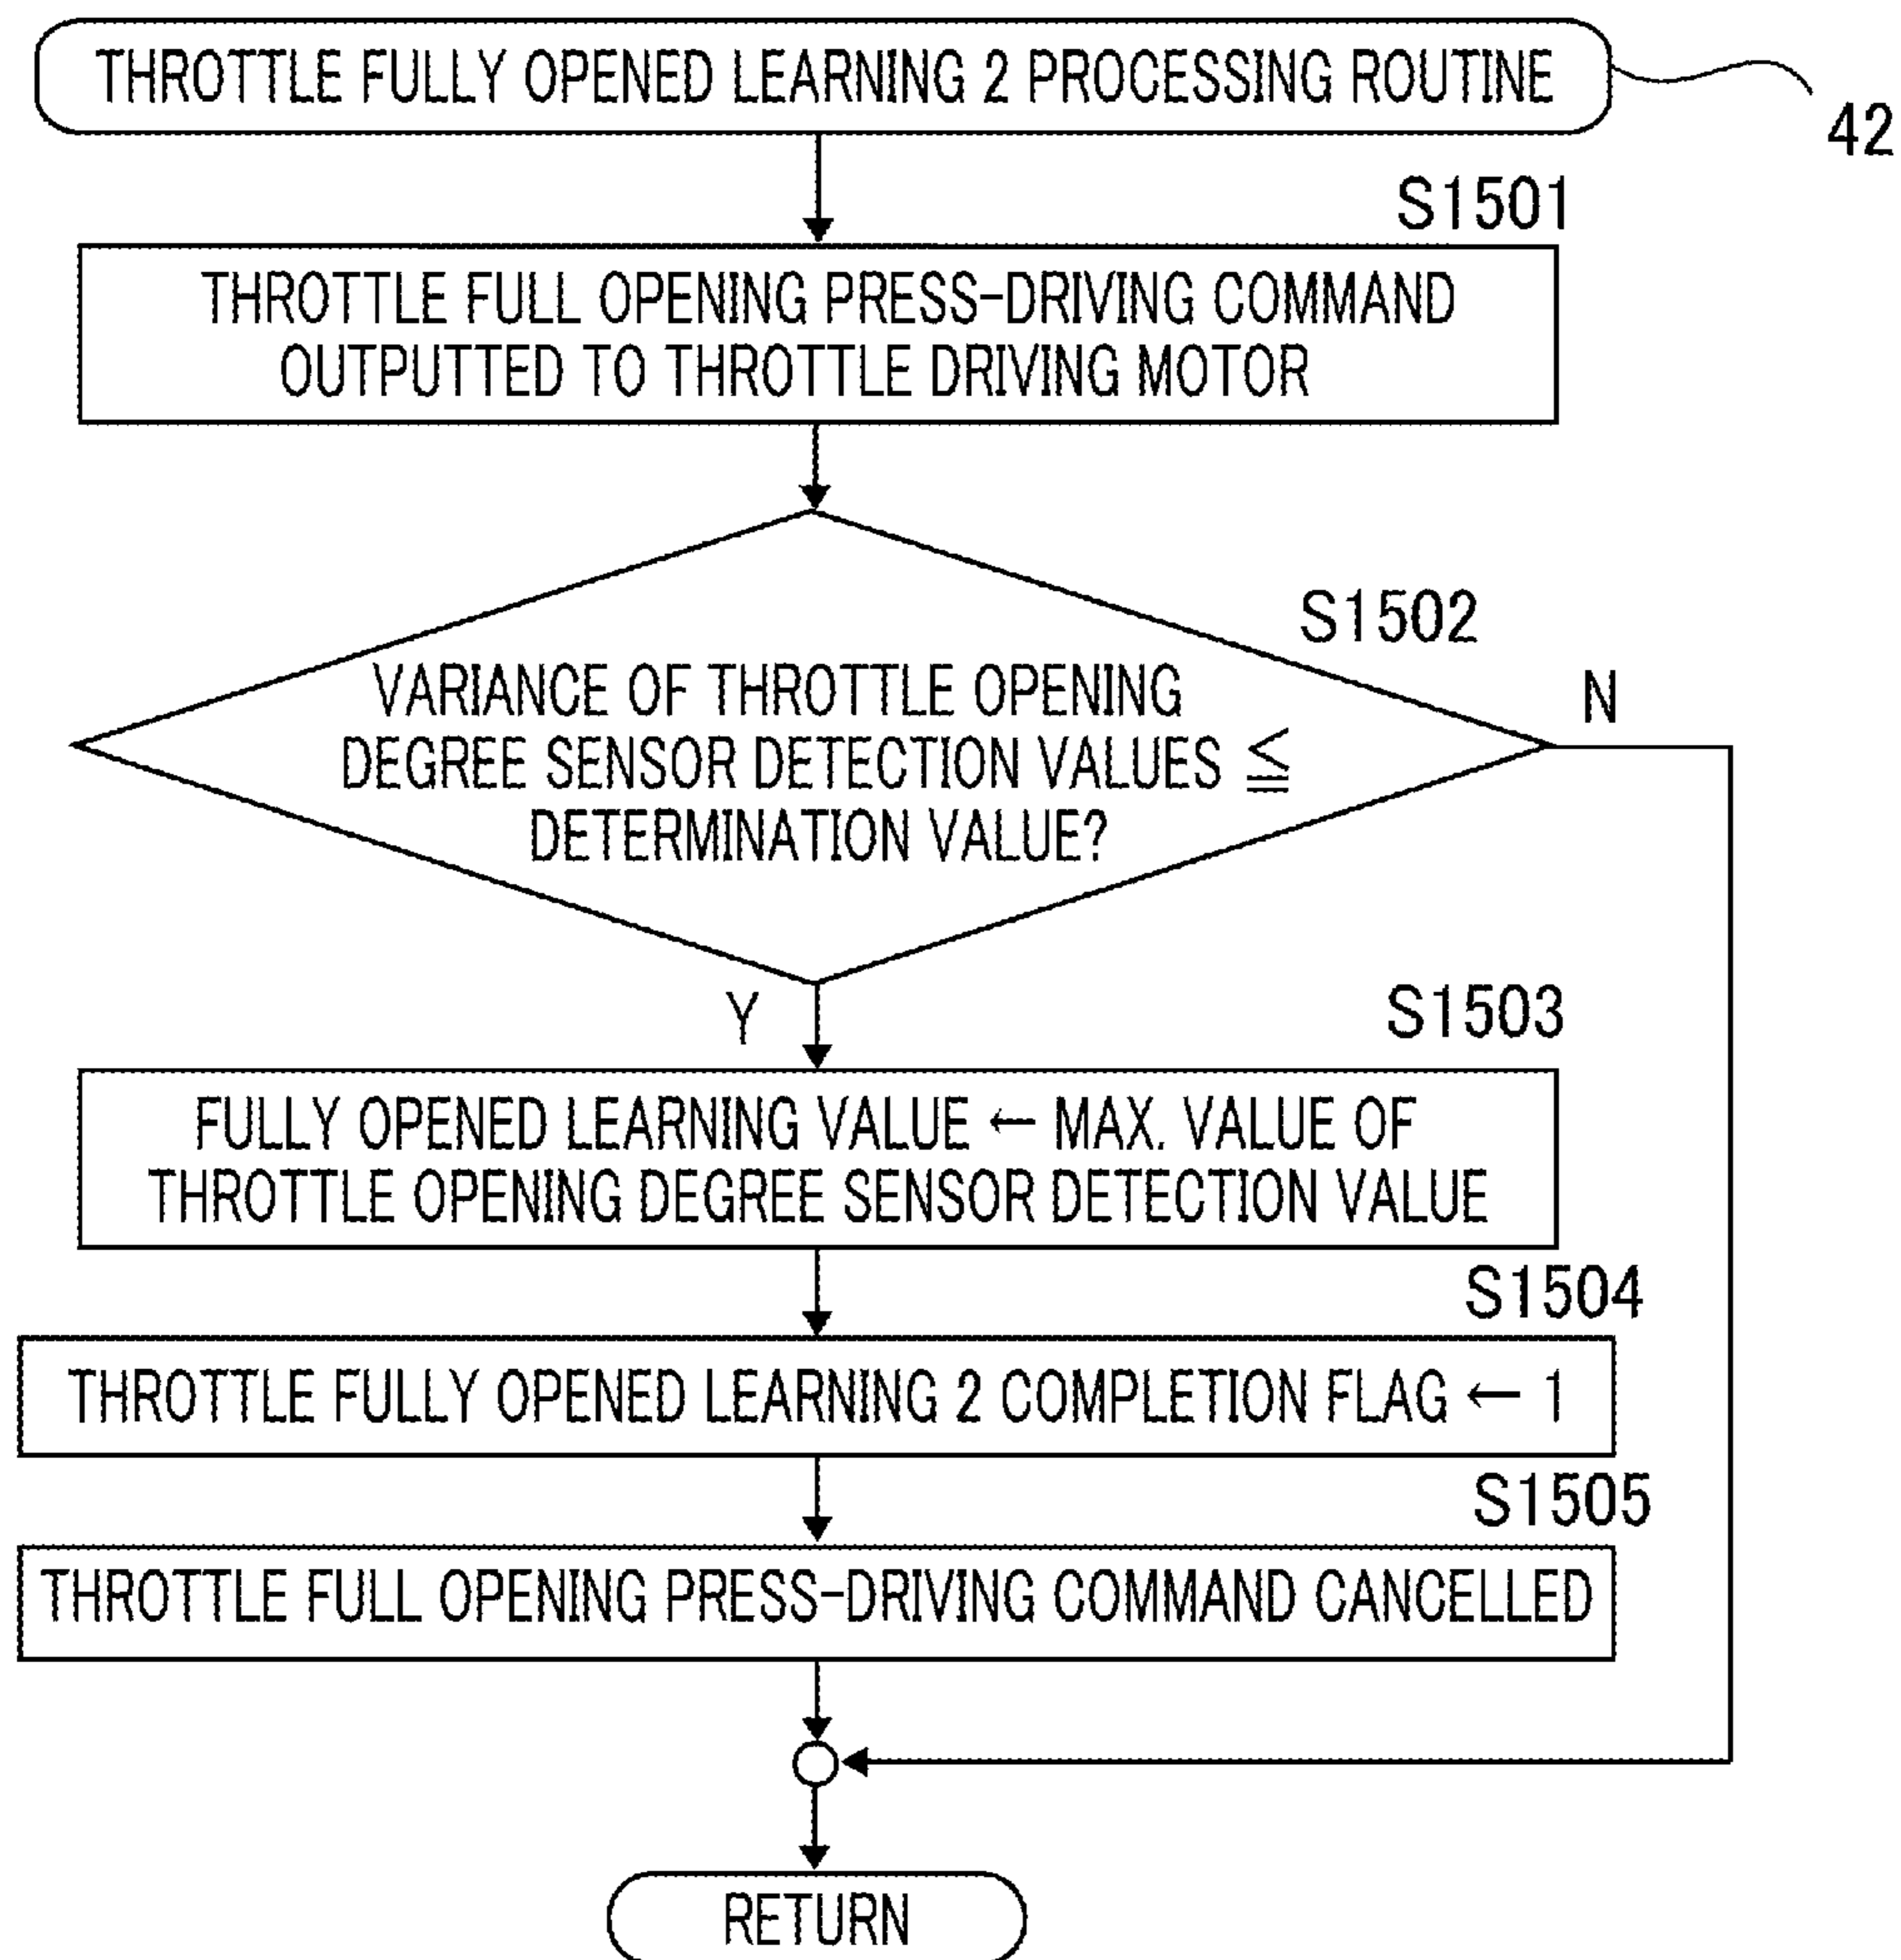 THROTTLE FULLY OPENED LEARNING 2 PROCESSING ROUTINE
42
S1501
THROTTLE FULL OPENING PRESS-DRIVING COMMAND
OUTPUTTED TO THROTTLE DRIVING MOTOR
S1502
VARIANCE OF THROTTLE OPENING
DEGREE SENSOR DETECTION VALUES ≦
DETERMINATION VALUE?
N
Y
S1503
FULLY OPENED LEARNING VALUE ← MAX. VALUE OF
THROTTLE OPENING DEGREE SENSOR DETECTION VALUE
S1504
THROTTLE FULLY OPENED LEARNING 2 COMPLETION FLAG ← 1
S1505
THROTTLE FULL OPENING PRESS-DRIVING COMMAND CANCELLED
RETURN